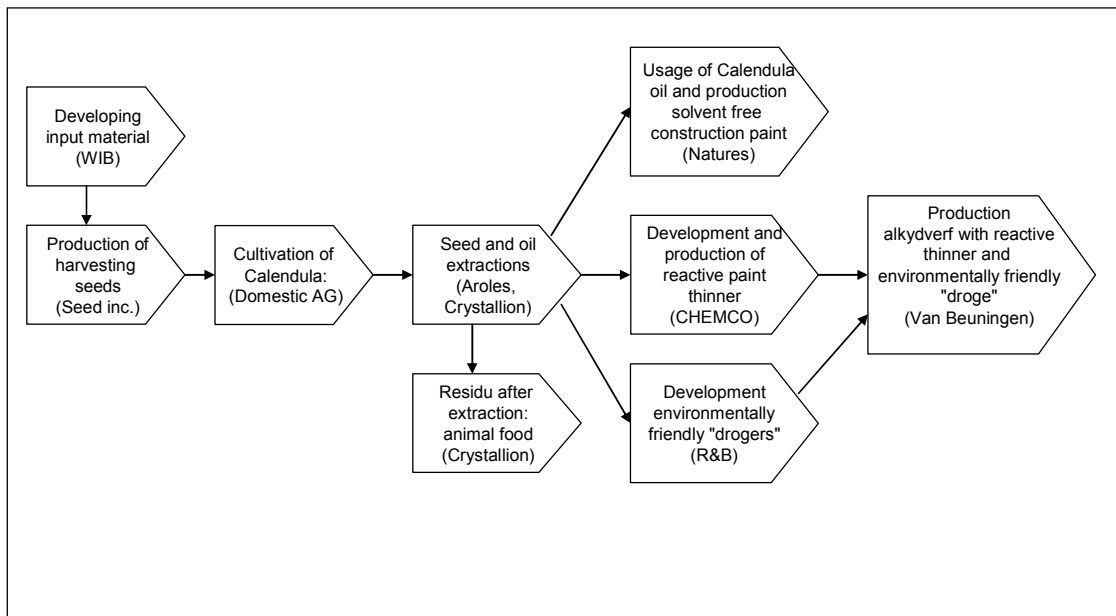 Developing
input material
(WIB)
Production of
harvesting
seeds
(Seed inc.)
Cultivation of
Calendula:
(Domestic AG)
Seed and oil
extractions
(Aroles,
Crystallion)
Residu after
extraction:
animal food
(Crystallion)
Usage of Calendula
oil and production
solvent free
construction paint
(Natures)
Development and
production of
reactive paint
thinner
(CHEMCO)
Development
environmentally
friendly "drogers"
(R&B)
Production
alkydverf with reactive
thinner and
environmentally friendly
"droge"
(Van Beuningen)